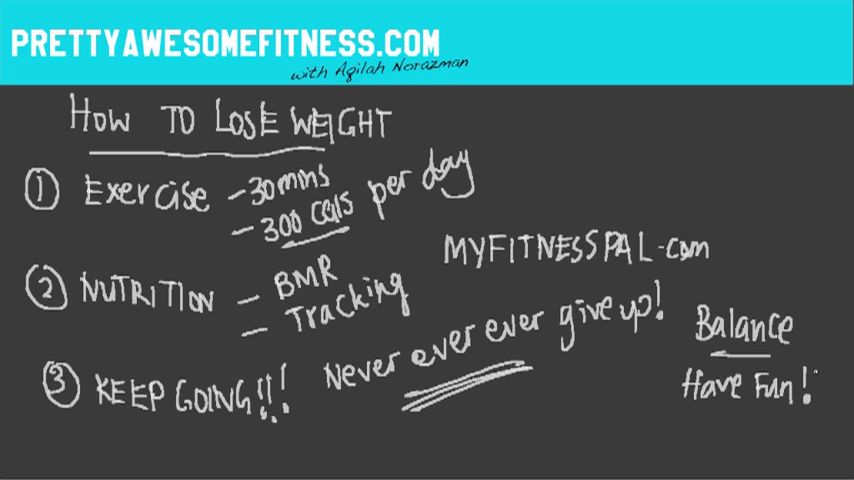 PRETTYAWESOMEFITNESS.COM
with Aqilah Norazman
HOW TO LOSE WEIGHT
① Exercise - 30mins
- 300 cals per day
MYFITNESSPAL.com
② NUTRITION - BMR
- Tracking
③ KEEP GOING!!! Never ever ever give up!
Balance
Have Fun!